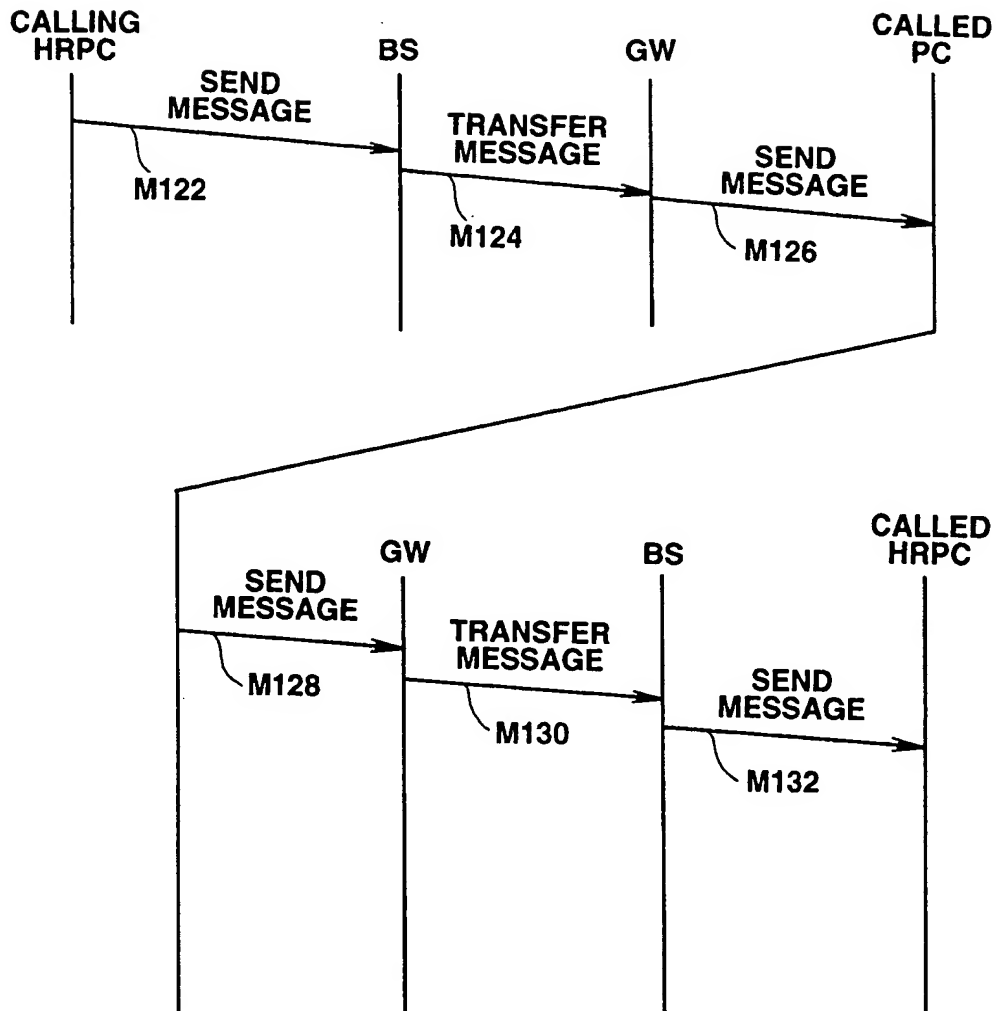 CALLING
HRPC
BS
GW
CALLED
PC
SEND
MESSAGE
TRANSFER
MESSAGE
SEND
MESSAGE
M122
M124
M126
GW
BS
CALLED
HRPC
SEND
MESSAGE
TRANSFER
MESSAGE
SEND
MESSAGE
M128
M130
M132